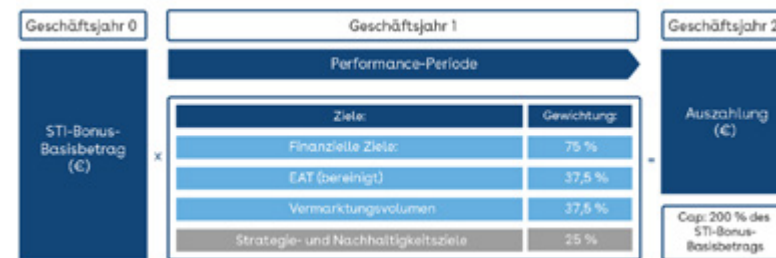 Geschäftsjahr 0
Geschäftsjahr 1
Geschäftsjahr 2
Performance-Periode
STI-Bonus-
Basisbetrag
(€)
x
Ziele: Gewichtung:
Finanzielle Ziele: 75 %
EAT (bereinigt) 37,5 %
Vermarktungsvolumen 37,5 %
Strategie- und Nachhaltigkeitsziele 25 %
=
Auszahlung
(€)
Cap: 200 % des
STI-Bonus-
Basisbetrags